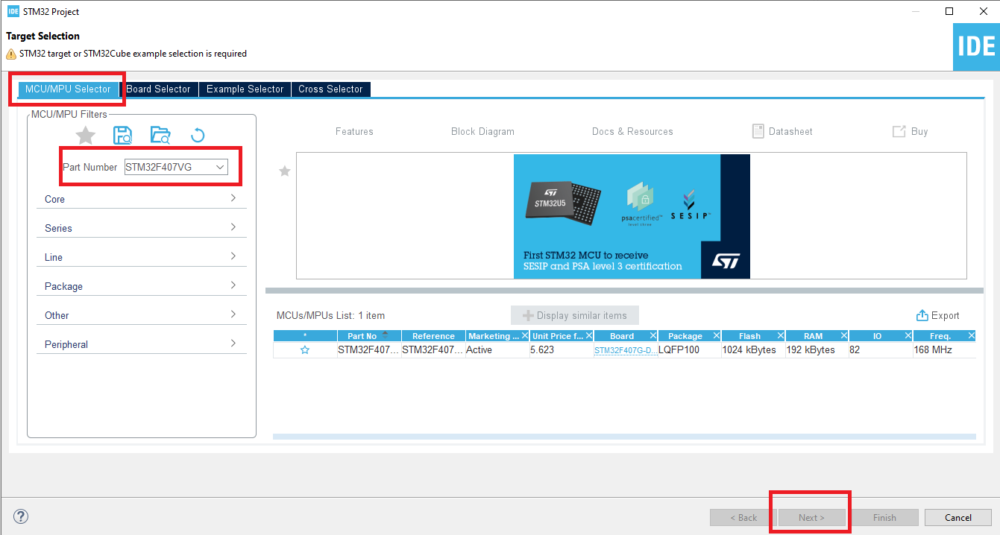 IDE STM32 Project
Target Selection
STM32 target or STM32Cube example selection is required
IDE
MCU/MPU Selector Board Selector Example Selector Cross Selector
MCU/MPU Filters
Part Number STM32F407VG
Core
Series
Line
Package
Other
Peripheral
Features Block Diagram Docs & Resources Datasheet Buy
ST
STM32U5
psacertified™
level three
SESIP™
First STM32 MCU to receive
SESIP and PSA level 3 certification
ST
MCUs/MPUs List: 1 item + Display similar items Export
* Part No Reference Marketing ... X Unit Price f... X Board X Package X Flash X RAM X IO X Freq. X
STM32F407... STM32F407... Active 5.623 STM32F407G-D... LQFP100 1024 kBytes 192 kBytes 82 168 MHz
? < Back Next > Finish Cancel